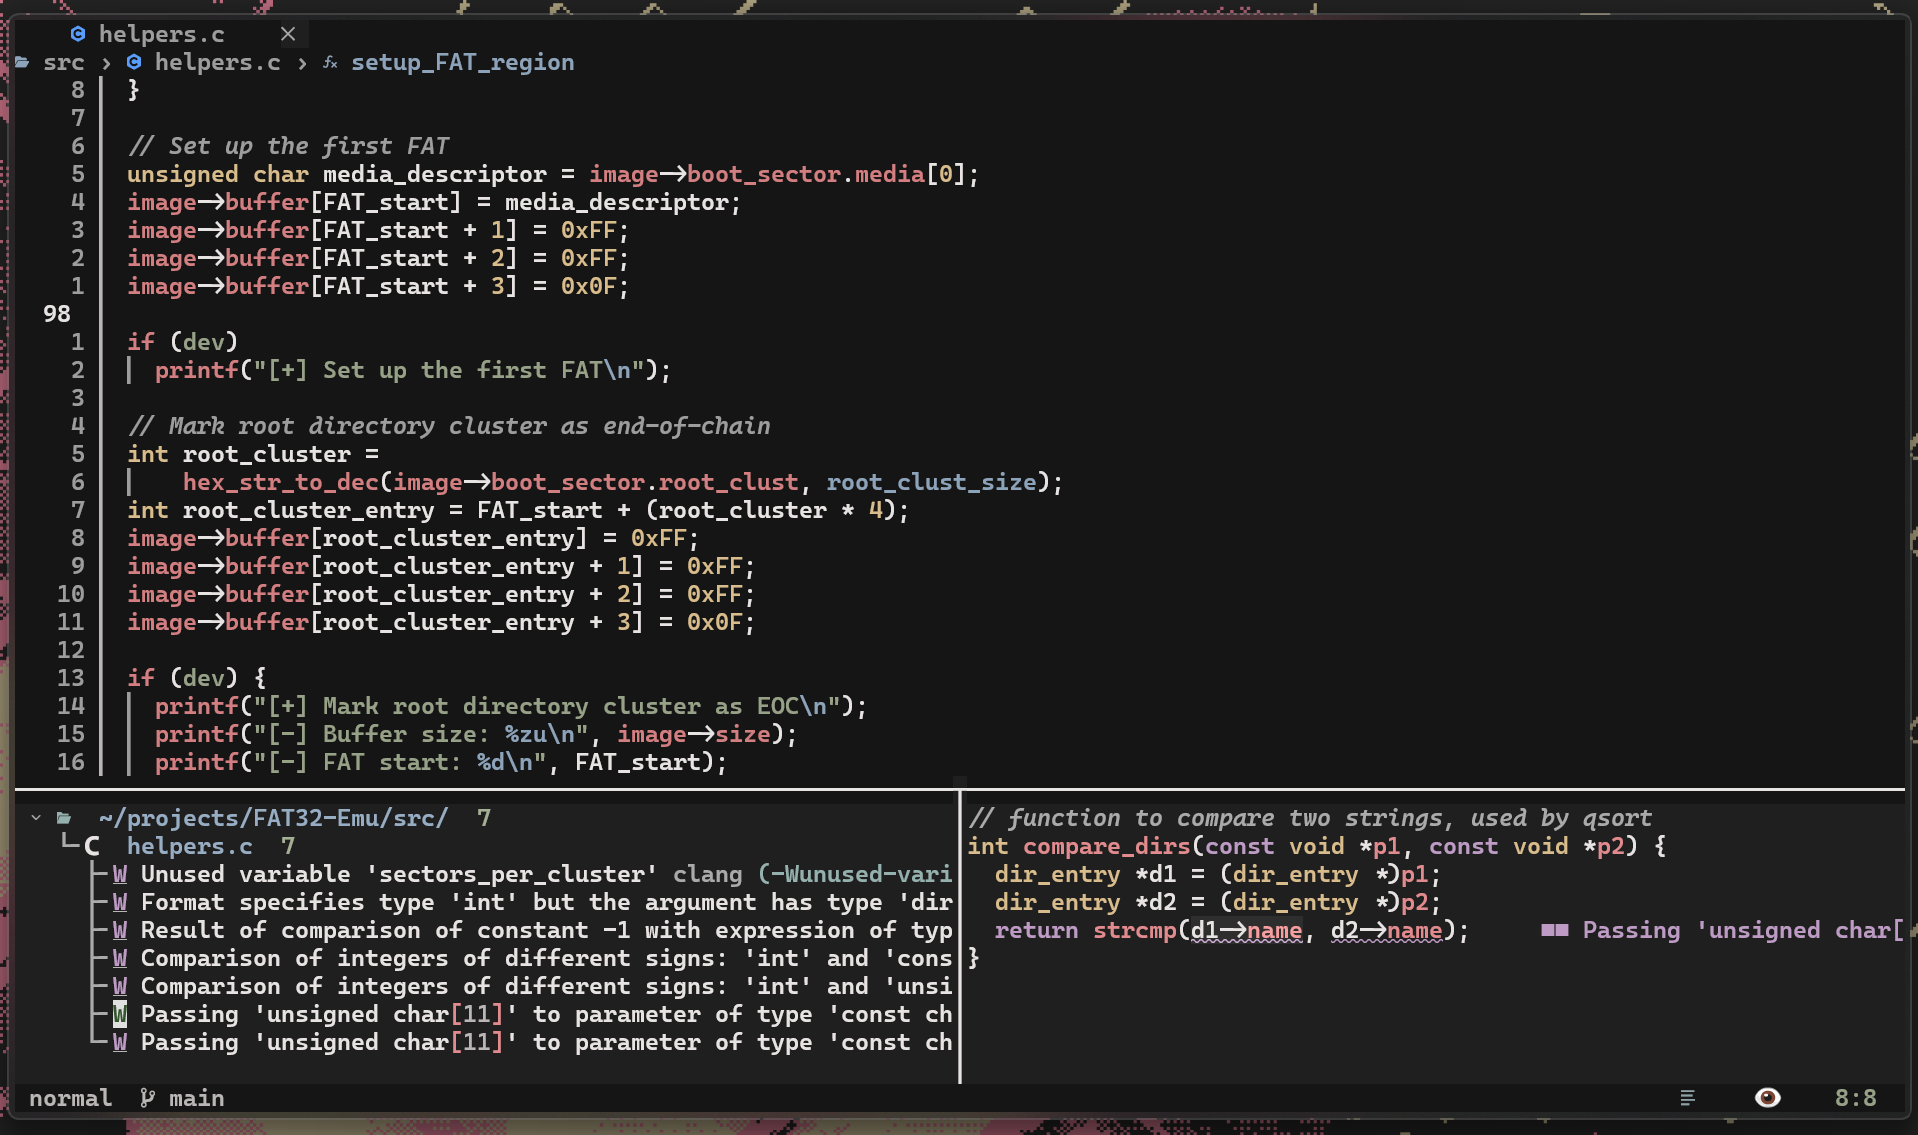 helpers.c ×
src › helpers.c › fx setup_FAT_region
8 }
7
6 // Set up the first FAT
5 unsigned char media_descriptor = image->boot_sector.media[0];
4 image->buffer[FAT_start] = media_descriptor;
3 image->buffer[FAT_start + 1] = 0xFF;
2 image->buffer[FAT_start + 2] = 0xFF;
1 image->buffer[FAT_start + 3] = 0x0F;
98
1 if (dev)
2 printf("[+] Set up the first FAT\n");
3
4 // Mark root directory cluster as end-of-chain
5 int root_cluster =
6 hex_str_to_dec(image->boot_sector.root_clust, root_clust_size);
7 int root_cluster_entry = FAT_start + (root_cluster * 4);
8 image->buffer[root_cluster_entry] = 0xFF;
9 image->buffer[root_cluster_entry + 1] = 0xFF;
10 image->buffer[root_cluster_entry + 2] = 0xFF;
11 image->buffer[root_cluster_entry + 3] = 0x0F;
12
13 if (dev) {
14 printf("[+] Mark root directory cluster as EOC\n");
15 printf("[-] Buffer size: %zu\n", image->size);
16 printf("[-] FAT start: %d\n", FAT_start);
~/projects/FAT32-Emu/src/ 7
C helpers.c 7
W Unused variable 'sectors_per_cluster' clang (-Wunused-vari
W Format specifies type 'int' but the argument has type 'dir
W Result of comparison of constant -1 with expression of typ
W Comparison of integers of different signs: 'int' and 'cons
W Comparison of integers of different signs: 'int' and 'unsi
W Passing 'unsigned char[11]' to parameter of type 'const ch
W Passing 'unsigned char[11]' to parameter of type 'const ch
// function to compare two strings, used by qsort
int compare_dirs(const void *p1, const void *p2) {
dir_entry *d1 = (dir_entry *)p1;
dir_entry *d2 = (dir_entry *)p2;
return strcmp(d1->name, d2->name); ■■ Passing 'unsigned char[
}
normal main 8:8